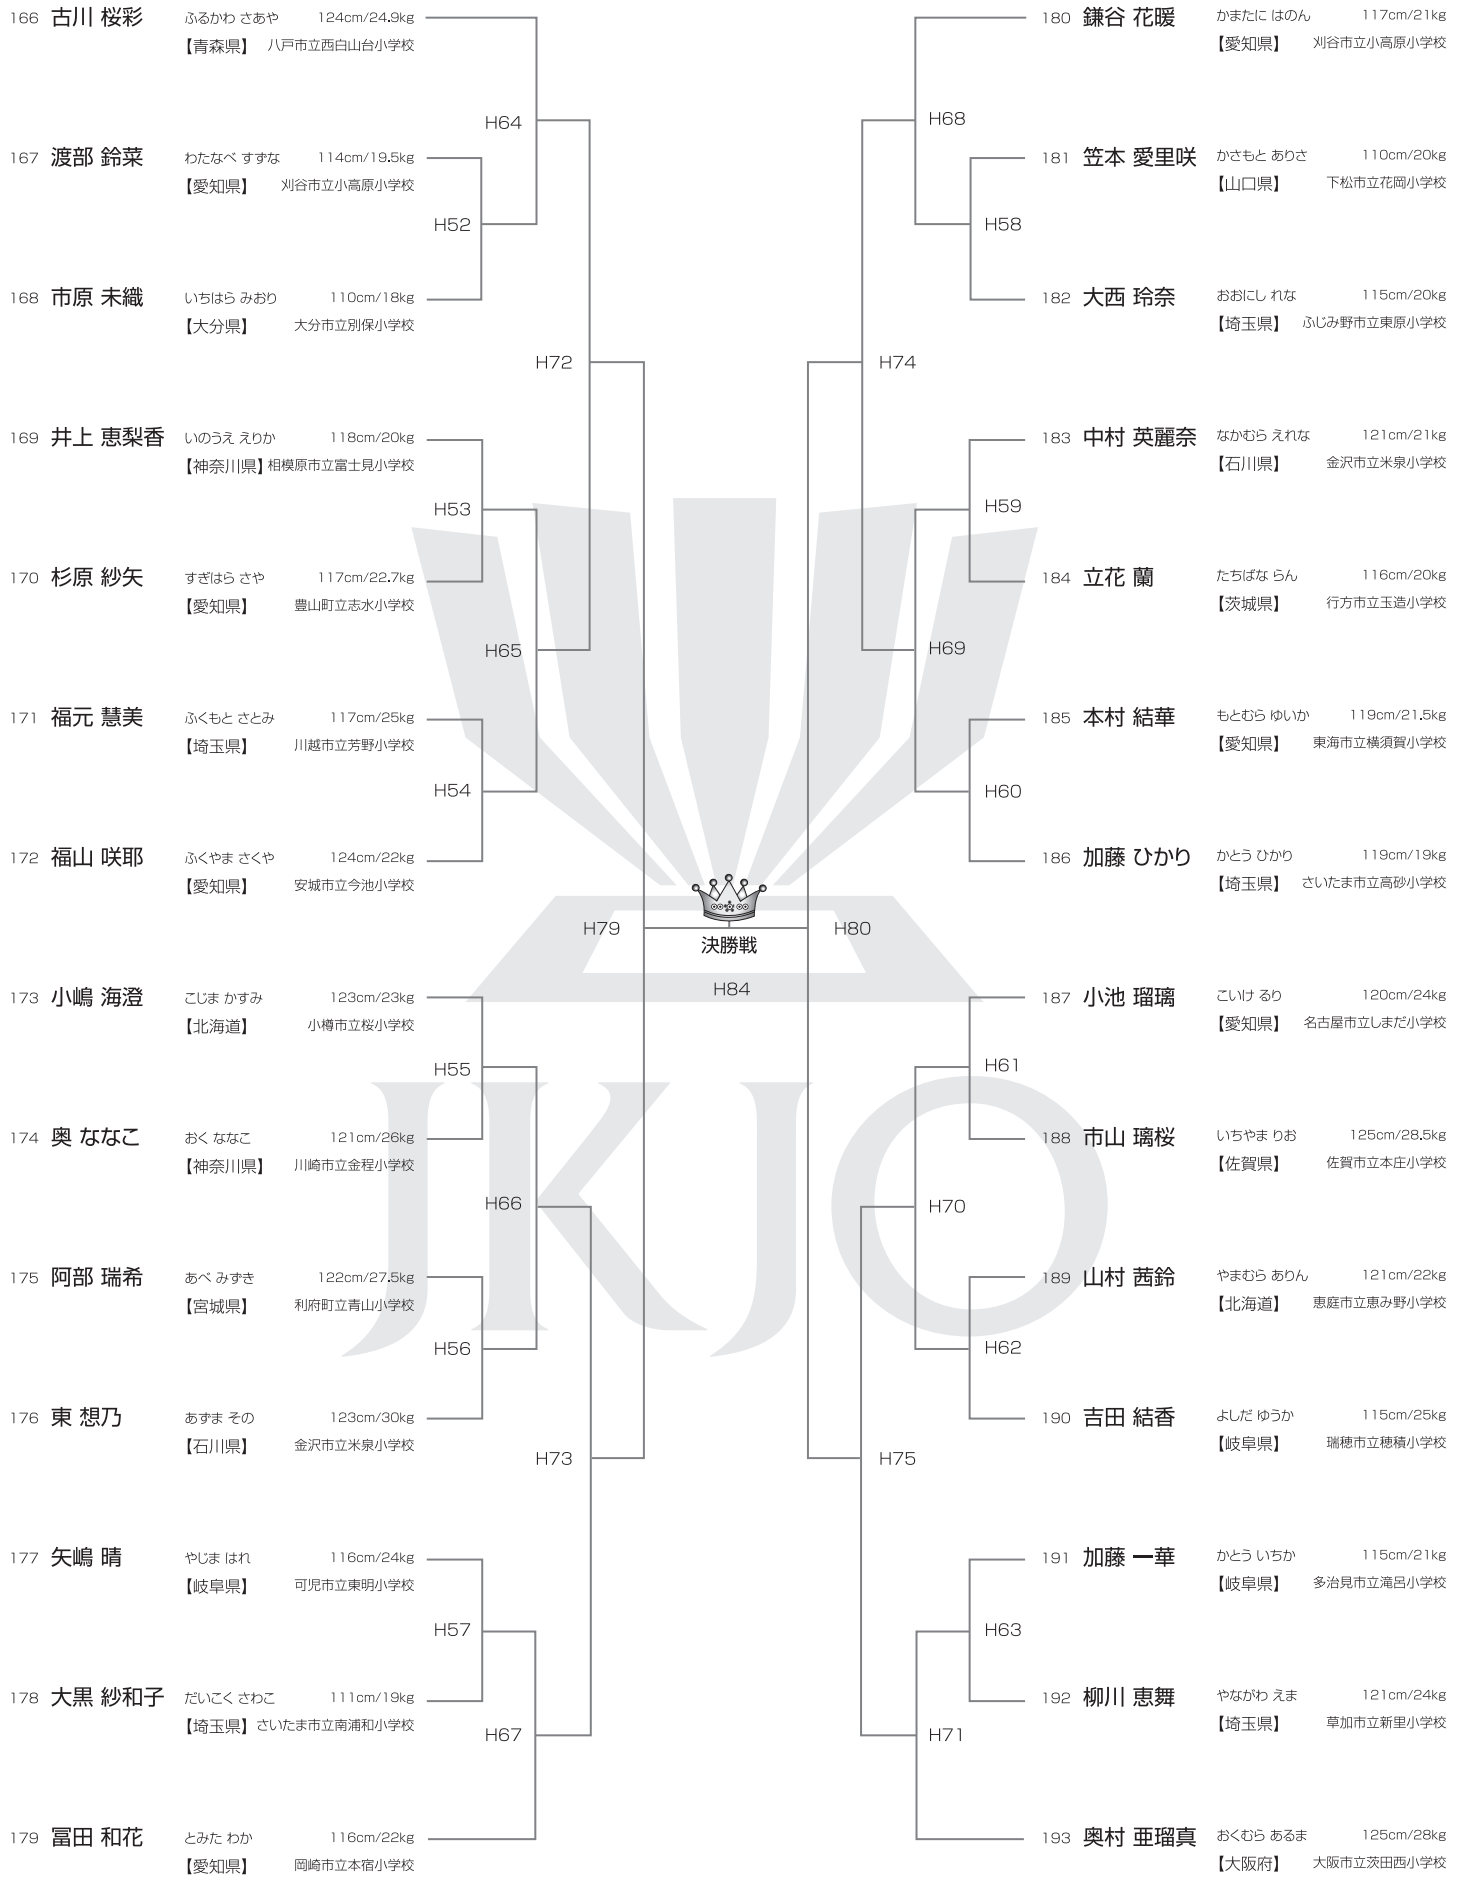 166 古川 桜彩 ふるかわ さあや 124cm/24.9kg
【青森県】 八戸市立西白山台小学校
H64
167 渡部 鈴菜 わたなべ すずな 114cm/19.5kg
【愛知県】 刈谷市立小高原小学校
H52
168 市原 未織 いちはら みおり 110cm/18kg
【大分県】 大分市立別保小学校
H72
169 井上 恵梨香 いのうえ えりか 118cm/20kg
【神奈川県】 相模原市立富士見小学校
H53
170 杉原 紗矢 すぎはら さや 117cm/22.7kg
【愛知県】 豊山町立志水小学校
H65
171 福元 慧美 ふくもと さとみ 117cm/25kg
【埼玉県】 川越市立芳野小学校
H54
172 福山 咲耶 ふくやま さくや 124cm/22kg
【愛知県】 安城市立今池小学校
H79
173 小嶋 海澄 こじま かすみ 123cm/23kg
【北海道】 小樽市立桜小学校
H55
174 奥 ななこ おく ななこ 121cm/26kg
【神奈川県】 川崎市立金程小学校
H66
175 阿部 瑞希 あべ みずき 122cm/27.5kg
【宮城県】 利府町立青山小学校
H56
176 東 想乃 あずま その 123cm/30kg
【石川県】 金沢市立米泉小学校
H73
177 矢嶋 晴 やじま はれ 116cm/24kg
【岐阜県】 可児市立東明小学校
H57
178 大黒 紗和子 だいこく さわこ 111cm/19kg
【埼玉県】 さいたま市立南浦和小学校
H67
179 冨田 和花 とみた わか 116cm/22kg
【愛知県】 岡崎市立本宿小学校
決勝戦
H84
JKJO
180 鎌谷 花暖 かまたに はのん 117cm/21kg
【愛知県】 刈谷市立小高原小学校
H68
181 笠本 愛里咲 かさもと ありさ 110cm/20kg
【山口県】 下松市立花岡小学校
H58
182 大西 玲奈 おおにし れな 115cm/20kg
【埼玉県】 ふじみ野市立東原小学校
H74
183 中村 英麗奈 なかむら えれな 121cm/21kg
【石川県】 金沢市立米泉小学校
H59
184 立花 蘭 たちばな らん 116cm/20kg
【茨城県】 行方市立玉造小学校
H69
185 本村 結華 もとむら ゆいか 119cm/21.5kg
【愛知県】 東海市立横須賀小学校
H60
186 加藤 ひかり かとう ひかり 119cm/19kg
【埼玉県】 さいたま市立高砂小学校
H80
187 小池 瑠璃 こいけ るり 120cm/24kg
【愛知県】 名古屋市立しまだ小学校
H61
188 市山 璃桜 いちやま りお 125cm/28.5kg
【佐賀県】 佐賀市立本庄小学校
H70
189 山村 茜鈴 やまむら ありん 121cm/22kg
【北海道】 恵庭市立恵み野小学校
H62
190 吉田 結香 よしだ ゆうか 115cm/25kg
【岐阜県】 瑞穂市立穂積小学校
H75
191 加藤 一華 かとう いちか 115cm/21kg
【岐阜県】 多治見市立滝呂小学校
H63
192 柳川 恵舞 やながわ えま 121cm/24kg
【埼玉県】 草加市立新里小学校
H71
193 奥村 亜瑠真 おくむら あるま 125cm/28kg
【大阪府】 大阪市立茨田西小学校